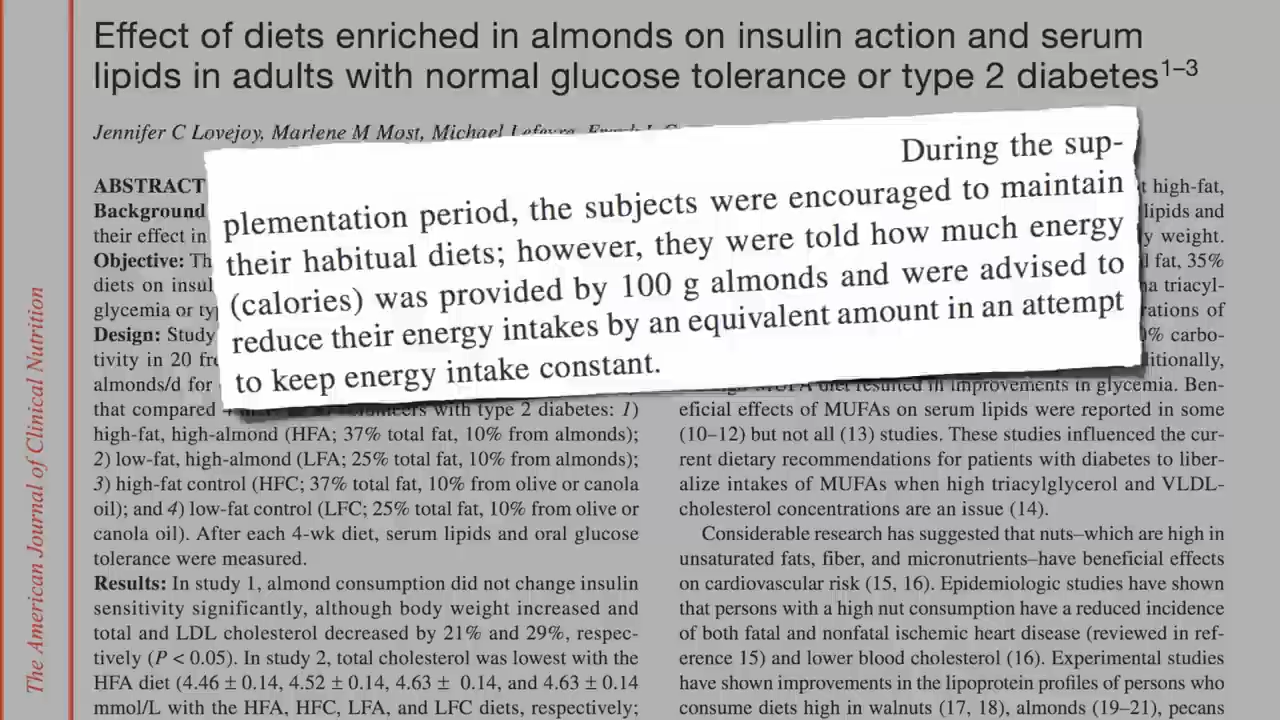 Effect of diets enriched in almonds on insulin action and serum
lipids in adults with normal glucose tolerance or type 2 diabetes1–3
Jennifer C Lovejoy, Marlene M Most, Michael Lefevre,
During the sup-
plementation period, the subjects were encouraged to maintain
their habitual diets; however, they were told how much energy
(calories) was provided by 100 g almonds and were advised to
reduce their energy intakes by an equivalent amount in an attempt
to keep energy intake constant.
The American Journal of Clinical Nutrition
ABSTRACT
Background
their effect in
Objective:
diets on
glycemia or
Design: Study
tivity in 20
almonds/d for
that compared
with type 2 diabetes: 1)
high-fat, high-almond (HFA; 37% total fat, 10% from almonds);
2) low-fat, high-almond (LFA; 25% total fat, 10% from almonds);
3) high-fat control (HFC; 37% total fat, 10% from olive or canola
oil); and 4) low-fat control (LFC; 25% total fat, 10% from olive or
canola oil). After each 4-wk diet, serum lipids and oral glucose
tolerance were measured.
Results: In study 1, almond consumption did not change insulin
sensitivity significantly, although body weight increased and
total and LDL cholesterol decreased by 21% and 29%, respec-
tively (P < 0.05). In study 2, total cholesterol was lowest with the
HFA diet (4.46 ± 0.14, 4.52 ± 0.14, 4.63 ± 0.14, and 4.63 ± 0.14
mmol/L with the HFA, HFC, LFA, and LFC diets, respectively;
high-fat,
lipids and
weight.
fat, 35%
triacyl-
of
carbo-
diet resulted in improvements in glycemia. Ben-
eficial effects of MUFAs on serum lipids were reported in some
(10–12) but not all (13) studies. These studies influenced the cur-
rent dietary recommendations for patients with diabetes to liber-
alize intakes of MUFAs when high triacylglycerol and VLDL-
cholesterol concentrations are an issue (14).
Considerable research has suggested that nuts–which are high in
unsaturated fats, fiber, and micronutrients–have beneficial effects
on cardiovascular risk (15, 16). Epidemiologic studies have shown
that persons with a high nut consumption have a reduced incidence
of both fatal and nonfatal ischemic heart disease (reviewed in ref-
erence 15) and lower blood cholesterol (16). Experimental studies
have shown improvements in the lipoprotein profiles of persons who
consume diets high in walnuts (17, 18), almonds (19–21), pecans